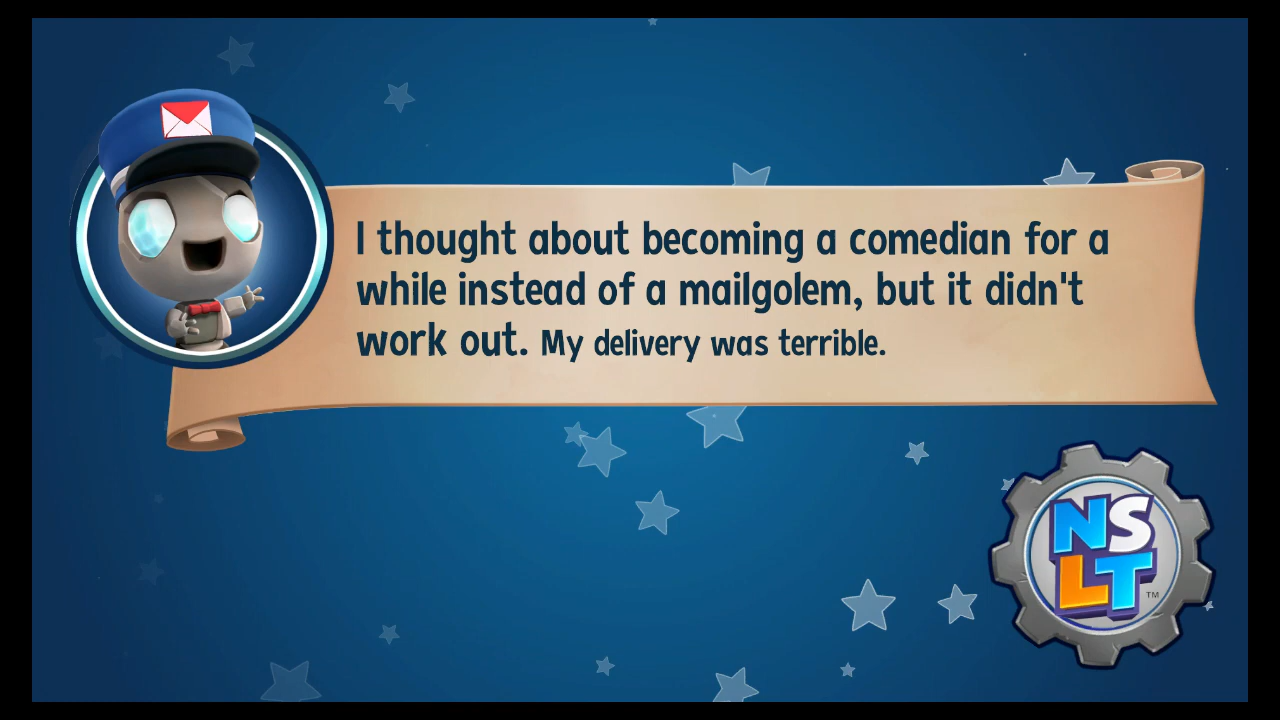 I thought about becoming a comedian for a
while instead of a mailgolem, but it didn't
work out. My delivery was terrible.
NS
LT
TM